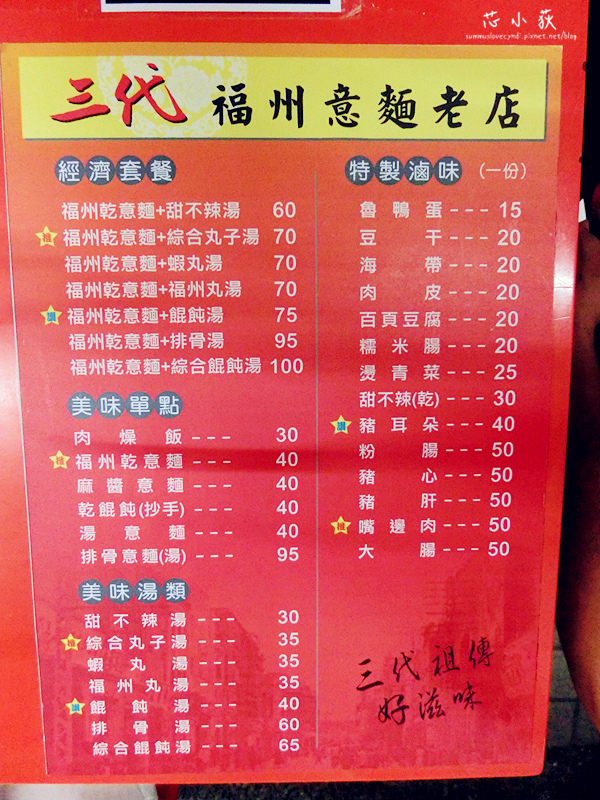 芯小荻
summuslovecyndi.pixnet.net/blog
三代 福州意麵老店
經濟套餐
福州乾意麵+甜不辣湯 60
福州乾意麵+綜合丸子湯 70
福州乾意麵+蝦丸湯 70
福州乾意麵+福州丸湯 70
讚 福州乾意麵+餛飩湯 75
福州乾意麵+排骨湯 95
福州乾意麵+綜合餛飩湯 100
美味單點
肉燥飯 --- 30
福州乾意麵 --- 40
麻醬意麵 --- 40
乾餛飩(抄手) --- 40
湯意麵 --- 40
排骨意麵(湯) --- 95
美味湯類
甜不辣湯 --- 30
綜合丸子湯 --- 35
蝦丸湯 --- 35
福州丸湯 --- 35
讚 餛飩湯 --- 40
排骨湯 --- 60
綜合餛飩湯 --- 65
特製滷味 (一份)
魯鴨蛋 --- 15
豆干 --- 20
海帶 --- 20
肉皮 --- 20
百頁豆腐 --- 20
糯米腸 --- 20
燙青菜 --- 25
甜不辣(乾) --- 30
讚 豬耳朵 --- 40
粉腸 --- 50
豬心 --- 50
豬肝 --- 50
嘴邊肉 --- 50
大腸 --- 50
三代祖傳
好滋味